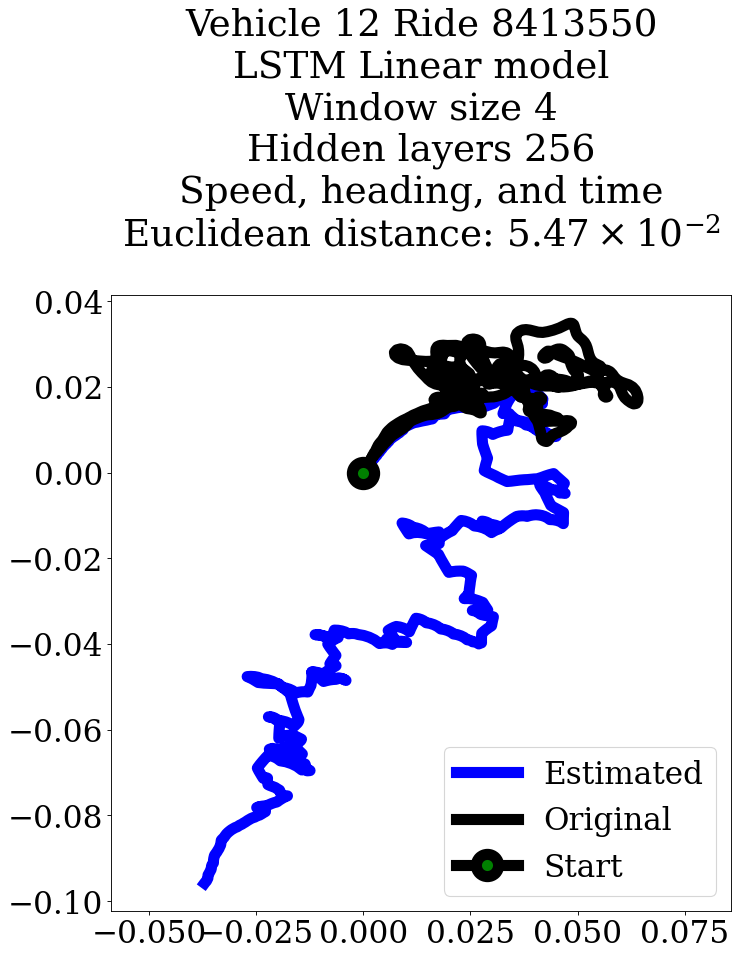 Vehicle 12 Ride 8413550
LSTM Linear model
Window size 4
Hidden layers 256
Speed, heading, and time
Euclidean distance: 5.47 × 10⁻²
0.04
0.02
0.00
−0.02
−0.04
−0.06
−0.08
−0.10
Estimated
Original
Start
−0.050 −0.025 0.000 0.025 0.050 0.075